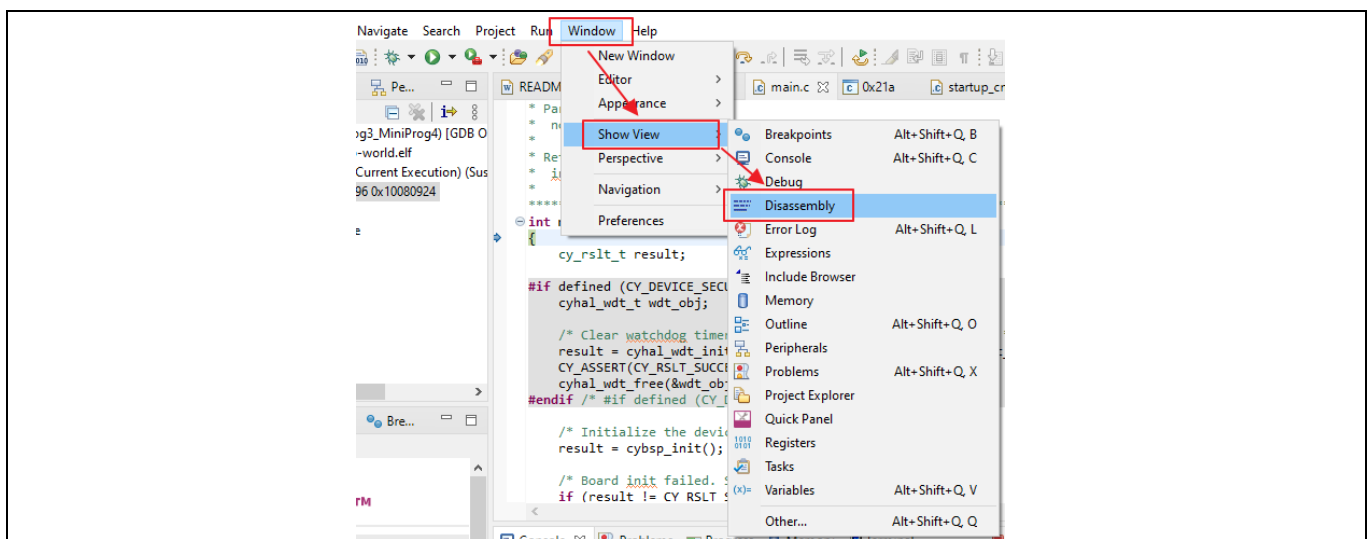 Navigate Search Project Run Window Help
New Window
Editor >
Appearance >
Show View >
Perspective >
Navigation >
Preferences
Breakpoints Alt+Shift+Q, B
Console Alt+Shift+Q, C
Debug
Disassembly
Error Log Alt+Shift+Q, L
Expressions
Include Browser
Memory
Outline Alt+Shift+Q, O
Peripherals
Problems Alt+Shift+Q, X
Project Explorer
Quick Panel
Registers
Tasks
(x)= Variables Alt+Shift+Q, V
Other... Alt+Shift+Q, Q
Pe...
READM
main.c
0x21a
startup_cr
og3_MiniProg4) [GDB O
-world.elf
Current Execution) (Sus
96 0x10080924
Bre...
TM
* Pa
* n
*
* Re
*
*
****
int
{
cy_rslt_t result;
#if defined (CY_DEVICE_SECU
cyhal_wdt_t wdt_obj;
/* Clear watchdog timer
result = cyhal_wdt_init
CY_ASSERT(CY_RSLT_SUCCE
cyhal_wdt_free(&wdt_obj
#endif /* #if defined (CY_D
/* Initialize the devic
result = cybsp_init();
/* Board init failed. S
if (result != CY_RSLT_S